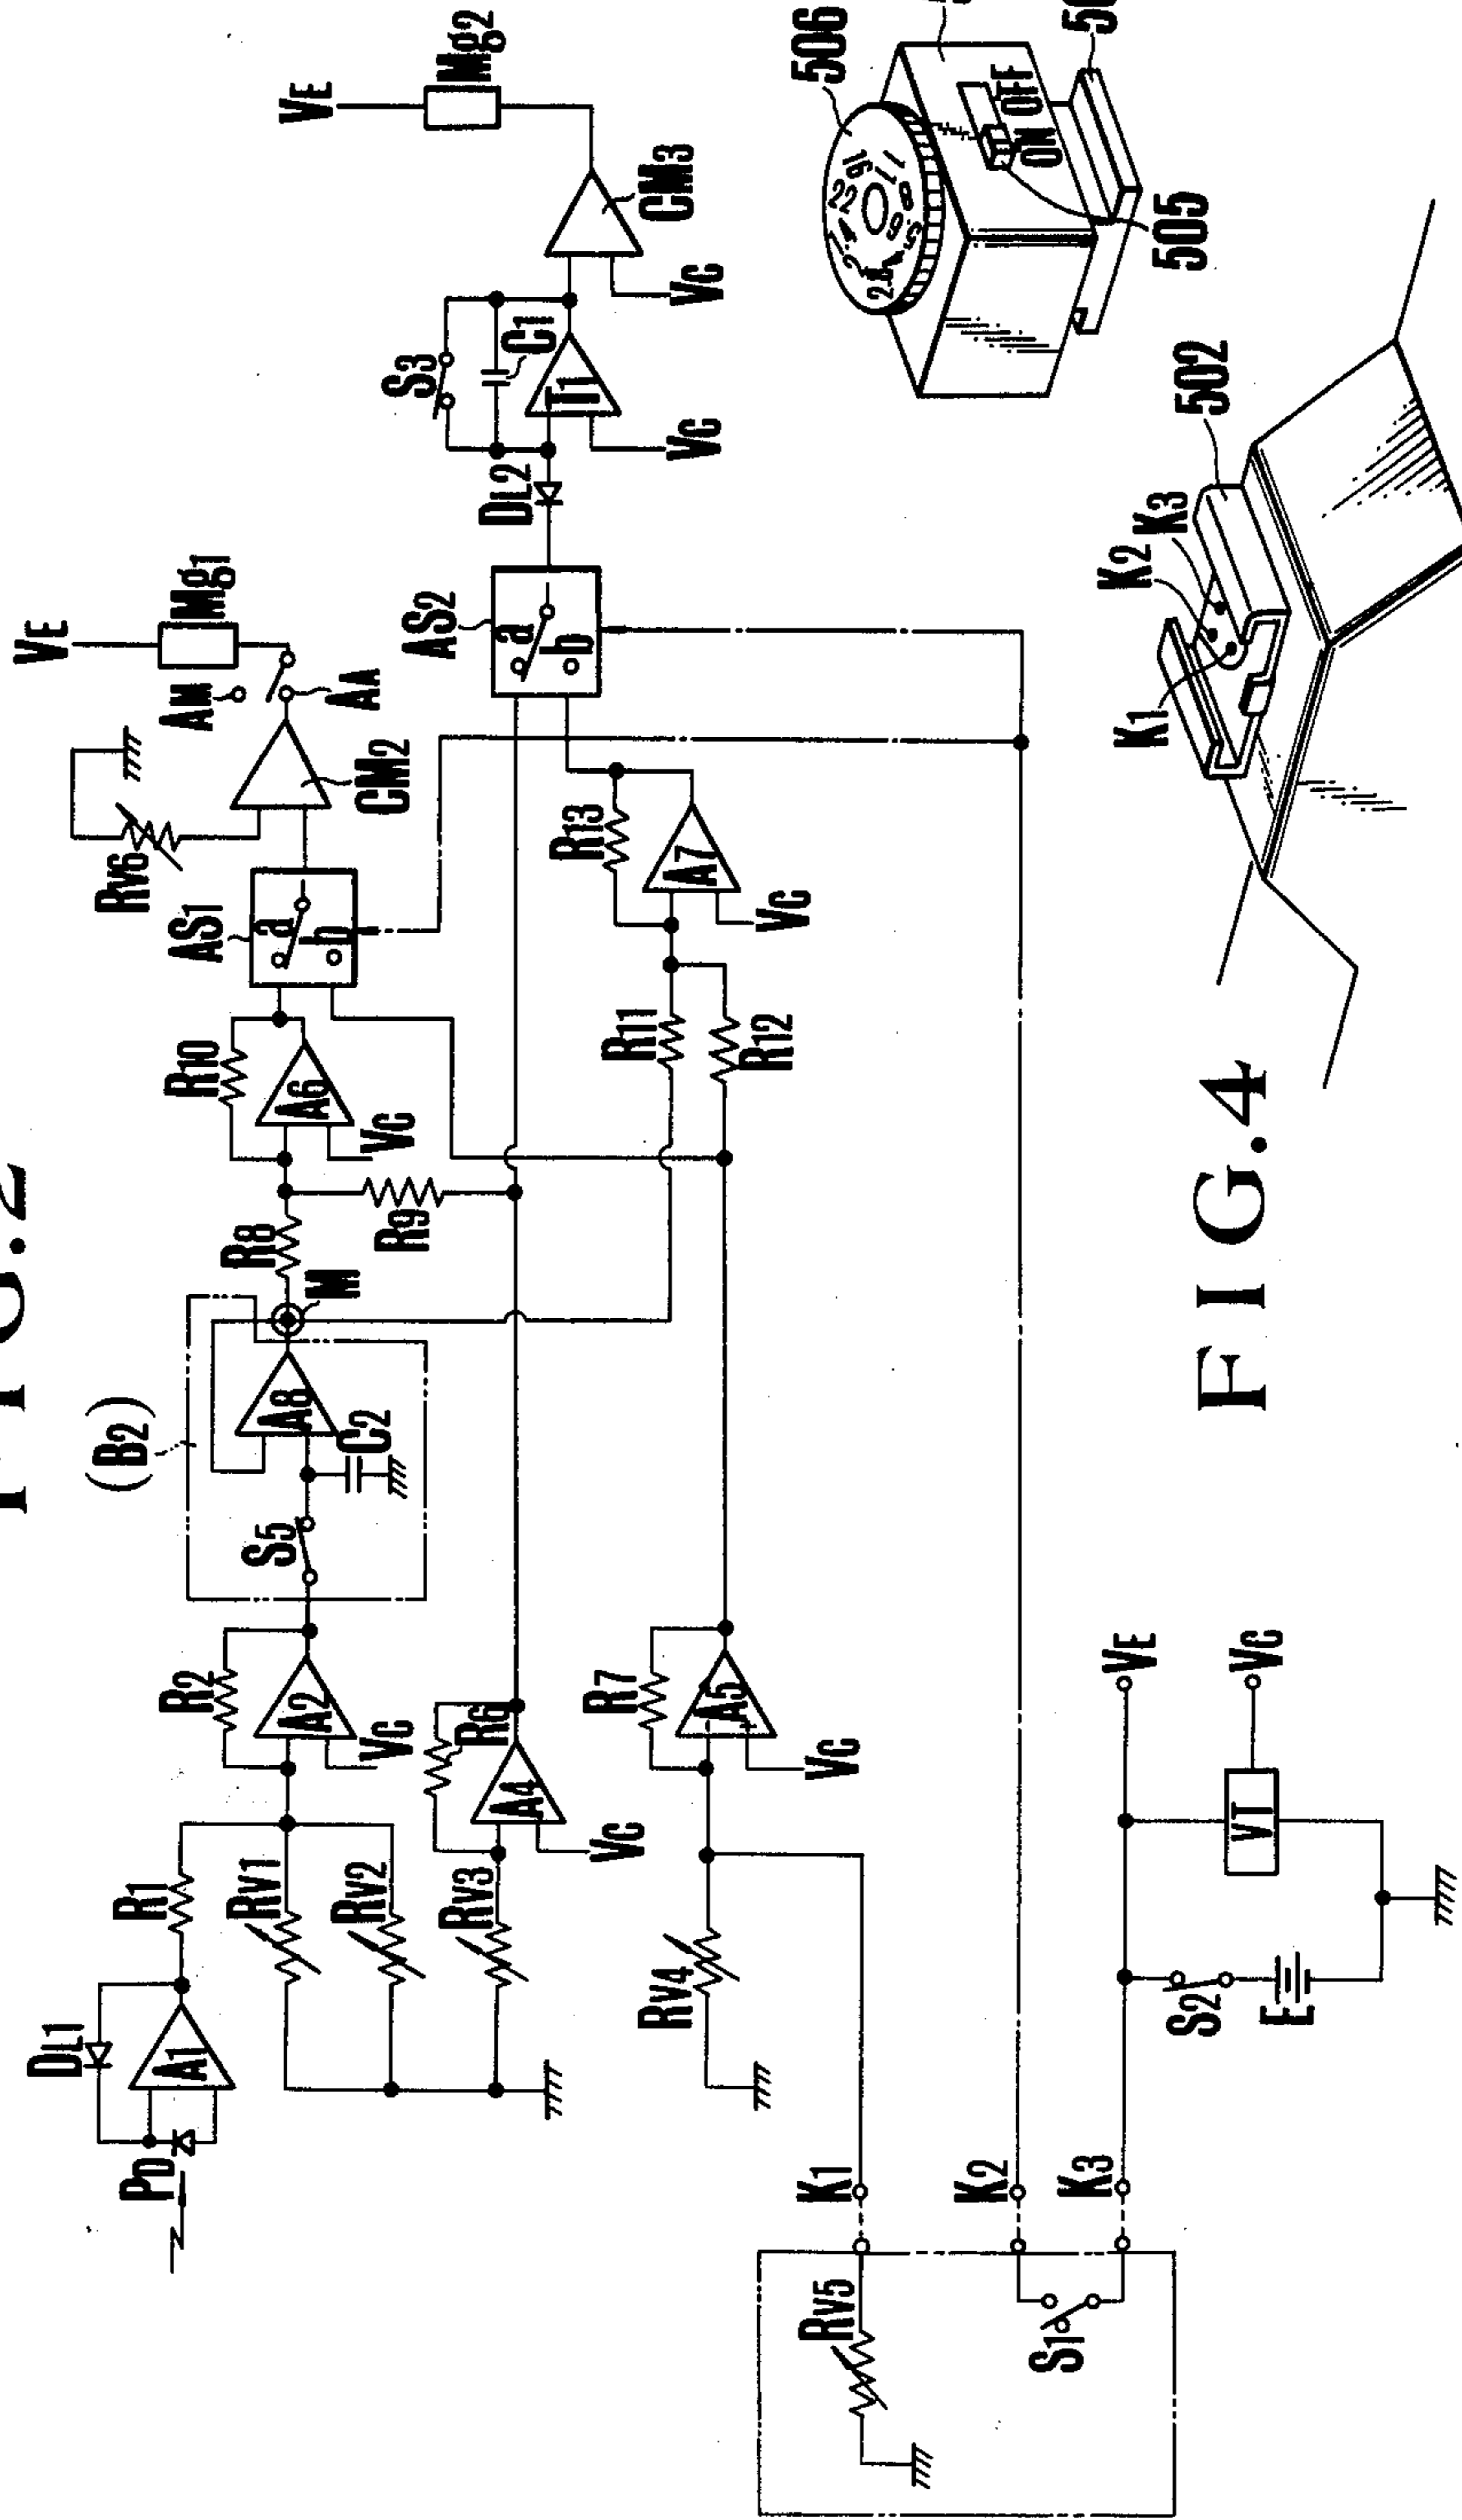 FIG.2
(B2)
DL1
PD
A1
R1
RV1
RV2
RV3
R2
A2
VC
S5
C2
A8
M
R8
R9
R10
A6
VC
AS1
a
b
RV6
CM2
AM
AA
Mg1
VE
R6
A4
VC
AS2
a
b
DL2
S3
C1
T1
VC
CM3
VC
Mg2
VE
RV4
R7
A5
VC
R11
R12
R13
A7
VC
RV5
K1
K2
K3
S1
S2
E
VT
VE
VC
FIG.4
K1
K2
K3
502
505
506
ON OFF